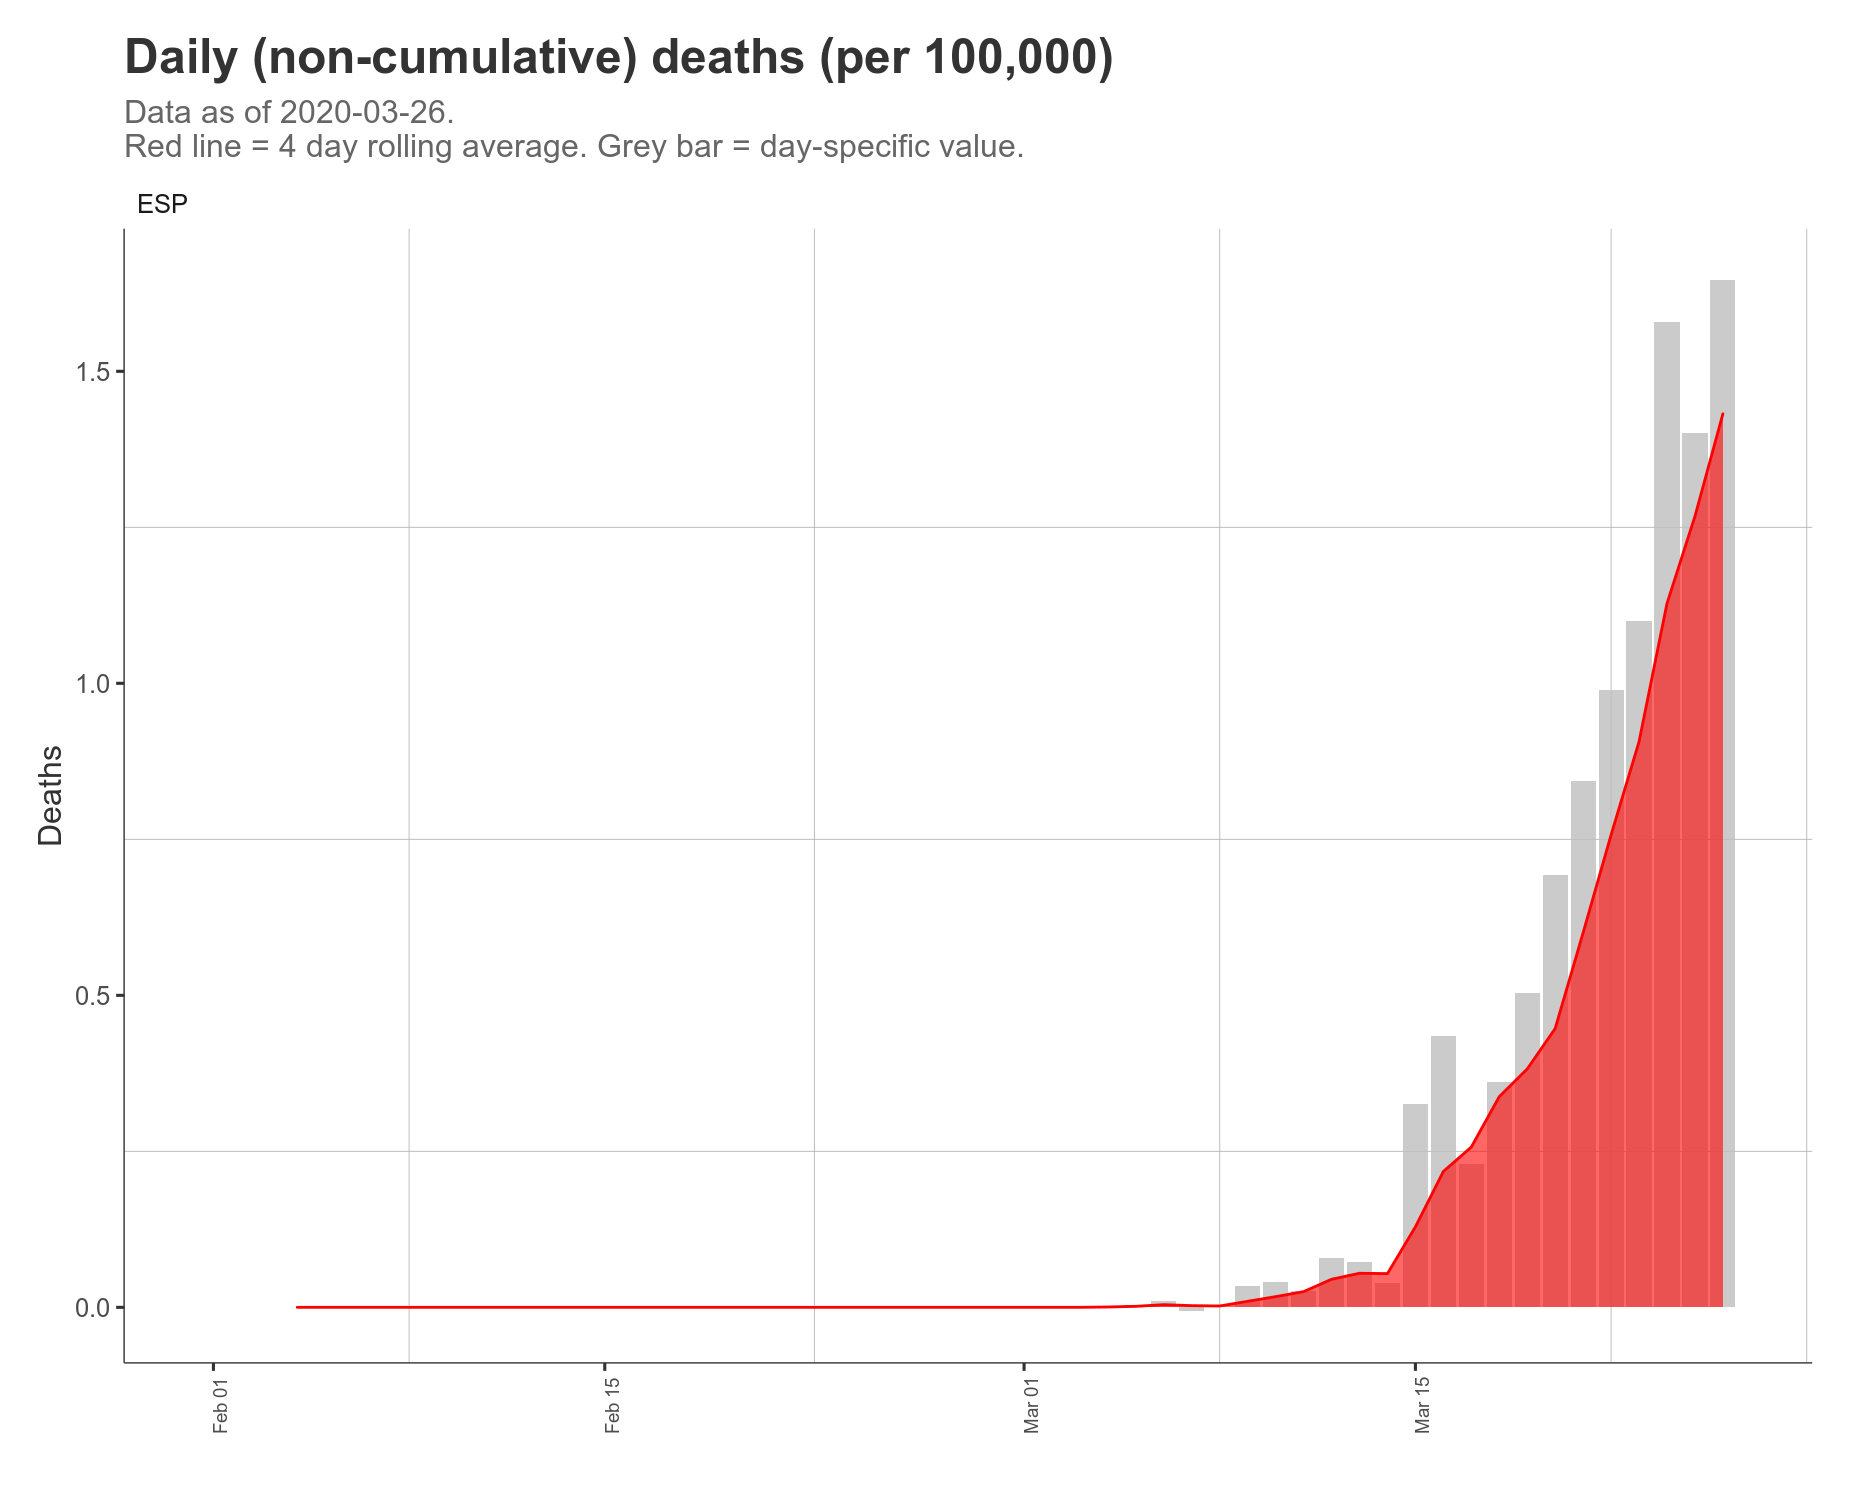 Daily (non-cumulative) deaths (per 100,000)
Data as of 2020-03-26.
Red line = 4 day rolling average. Grey bar = day-specific value.
ESP
1.5
1.0
0.5
0.0
Deaths
Feb 01
Feb 15
Mar 01
Mar 15